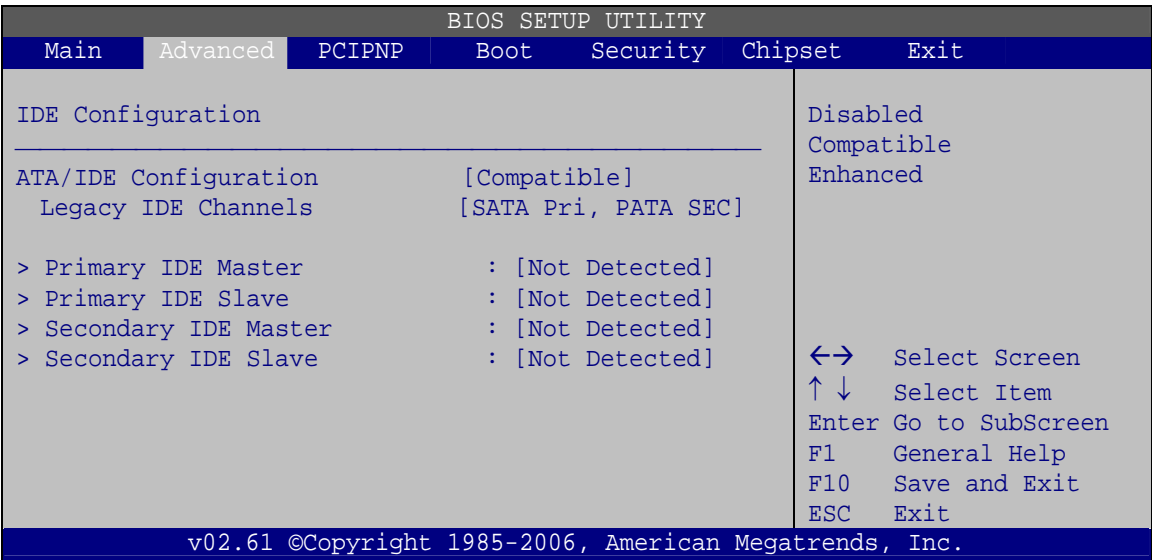 BIOS SETUP UTILITY
Main Advanced PCIPNP Boot Security Chipset Exit
IDE Configuration
ATA/IDE Configuration [Compatible]
Legacy IDE Channels [SATA Pri, PATA SEC]
> Primary IDE Master : [Not Detected]
> Primary IDE Slave : [Not Detected]
> Secondary IDE Master : [Not Detected]
> Secondary IDE Slave : [Not Detected]
Disabled
Compatible
Enhanced
←→ Select Screen
↑↓ Select Item
Enter Go to SubScreen
F1 General Help
F10 Save and Exit
ESC Exit
v02.61 ©Copyright 1985-2006, American Megatrends, Inc.